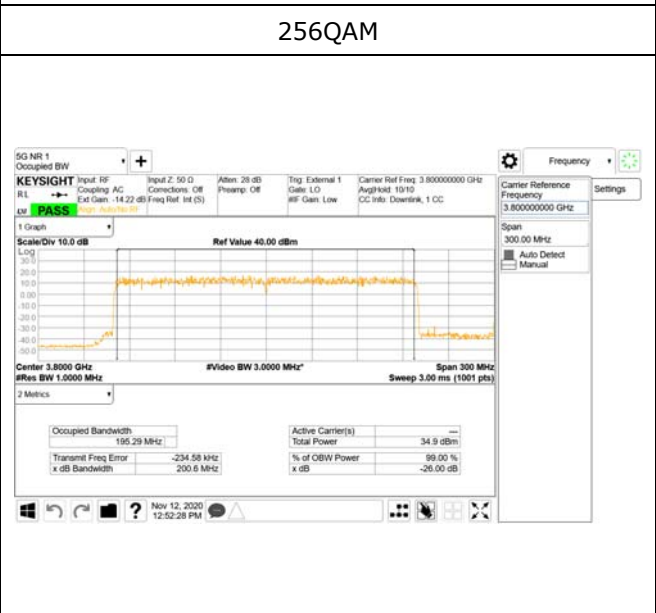 256QAM
5G NR 1
Occupied BW
Frequency
KEYSIGHT
Input: RF
Input Z: 50 Ω
Atten: 28 dB
Trig: External 1
Carrier Ref Freq: 3.800000000 GHz
RL
Coupling: AC
Corrections: Off
Preamp: Off
Gate: LO
Avg|Hold: 10/10
Ext Gain: -14.22 dB
Freq Ref: Int (S)
#IF Gain: Low
CC Info: Downlink, 1 CC
PASS
Align: Auto/No RF
Carrier Reference
Frequency
3.800000000 GHz
Settings
Span
300.00 MHz
Auto Detect
Manual
1 Graph
Scale/Div 10.0 dB
Ref Value 40.00 dBm
Log
30.0
20.0
10.0
0.00
-10.0
-20.0
-30.0
-40.0
-50.0
Center 3.8000 GHz
#Video BW 3.0000 MHz*
Span 300 MHz
#Res BW 1.0000 MHz
Sweep 3.00 ms (1001 pts)
2 Metrics
Occupied Bandwidth
195.29 MHz
Active Carrier(s)
---
Total Power
34.9 dBm
Transmit Freq Error
-234.58 kHz
% of OBW Power
99.00 %
x dB Bandwidth
200.6 MHz
x dB
-26.00 dB
?
Nov 12, 2020
12:52:28 PM